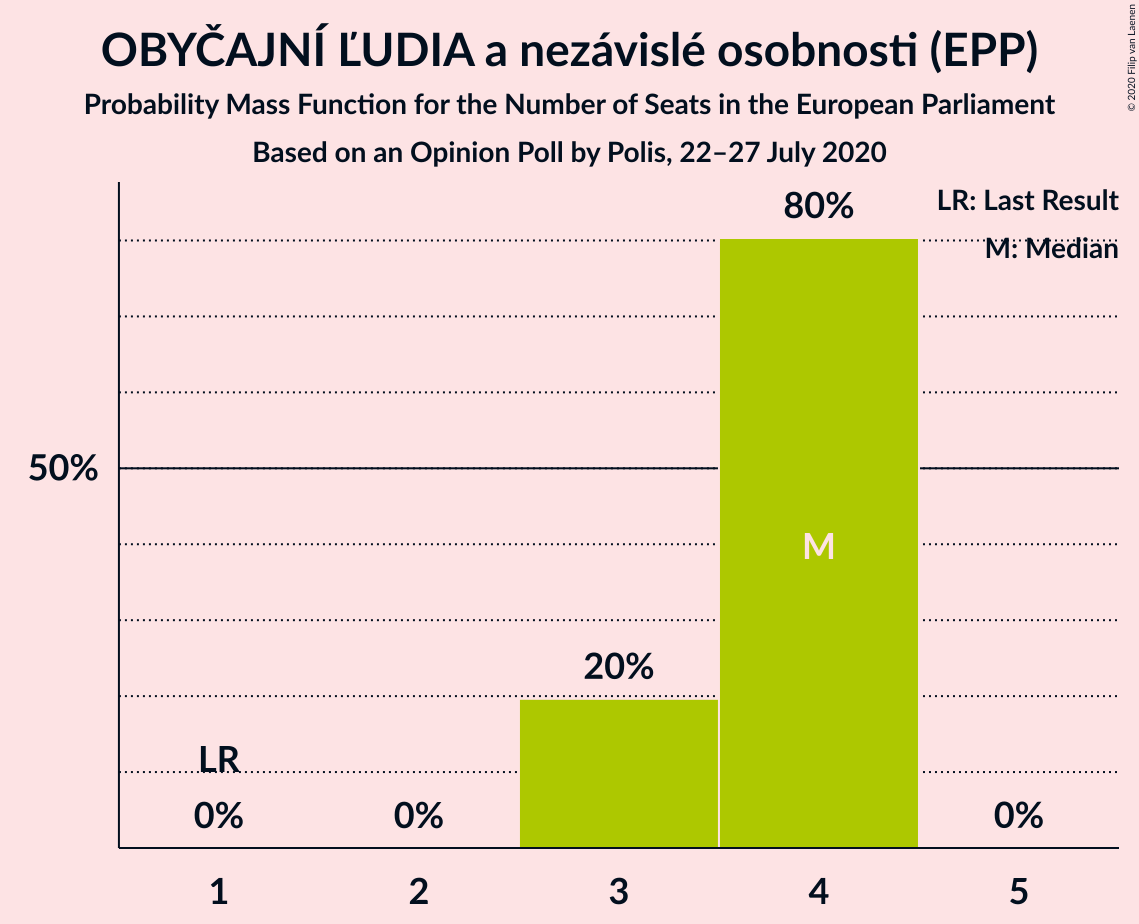 OBYČAJNÍ ĽUDIA a nezávislé osobnosti (EPP)
Probability Mass Function for the Number of Seats in the European Parliament
Based on an Opinion Poll by Polis, 22–27 July 2020
© 2020 Filip van Laenen
LR: Last Result
M: Median
80%
50%
M
20%
LR
0%
0%
0%
1
2
3
4
5